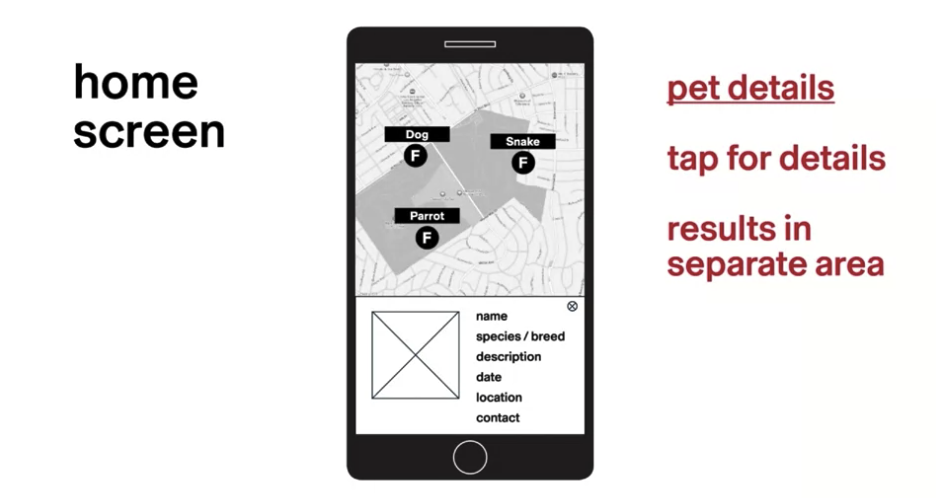 home
screen
Dog
F
Snake
F
Parrot
F
name
species / breed
description
date
location
contact
pet details
tap for details
results in
separate area